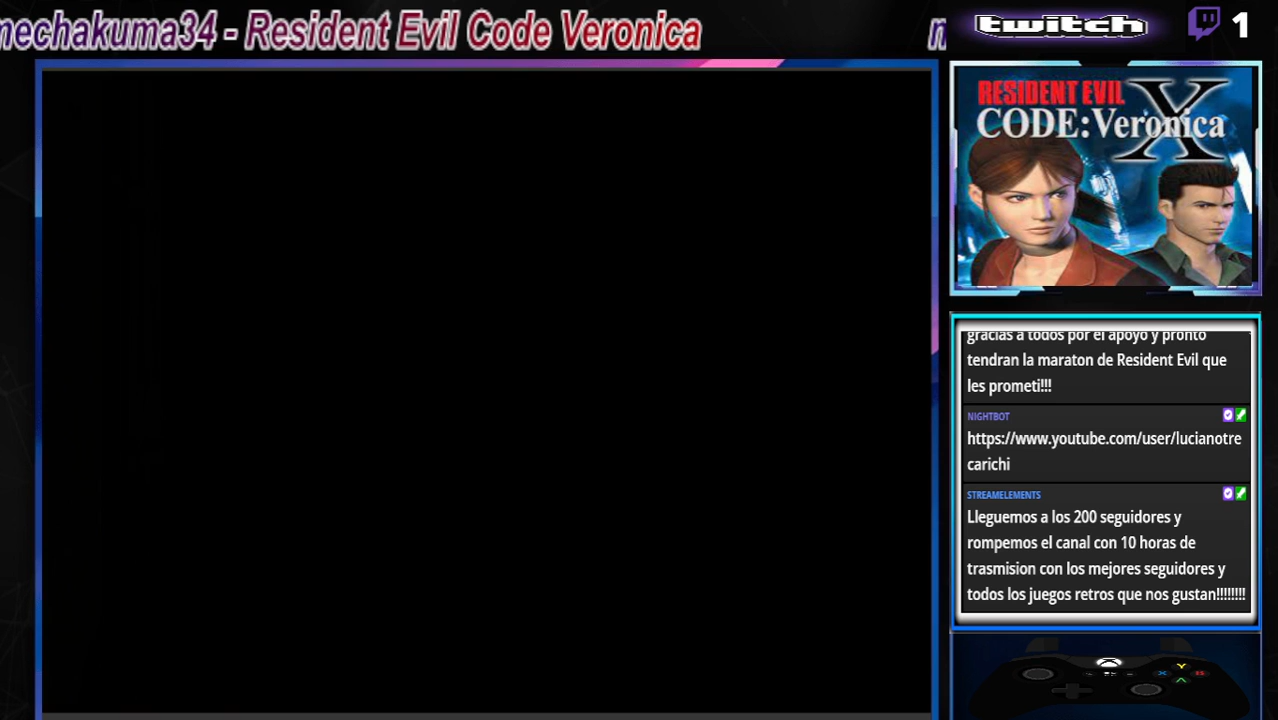 mechakuma34 - Resident Evil Code Veronica
twitch
1
RESIDENT EVIL
CODE:Veronica
X
gracias a todos por el apoyo y pronto
tendran la maraton de Resident Evil que
les prometi!!!
NIGHTBOT
https://www.youtube.com/user/lucianotre
carichi
STREAMELEMENTS
Lleguemos a los 200 seguidores y
rompemos el canal con 10 horas de
trasmision con los mejores seguidores y
todos los juegos retros que nos gustan!!!!!!!!
Y
X
B
A